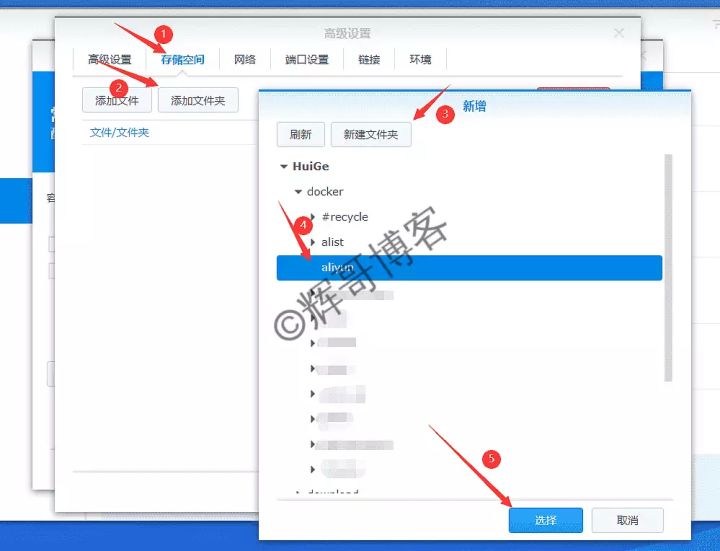 高级设置
高级设置 存储空间 网络 端口设置 链接 环境
1
2
添加文件 添加文件夹
文件/文件夹
新增
3
刷新 新建文件夹
HuiGe
docker
#recycle
4
alist
aliyun
©辉哥博客
5
download
选择 取消